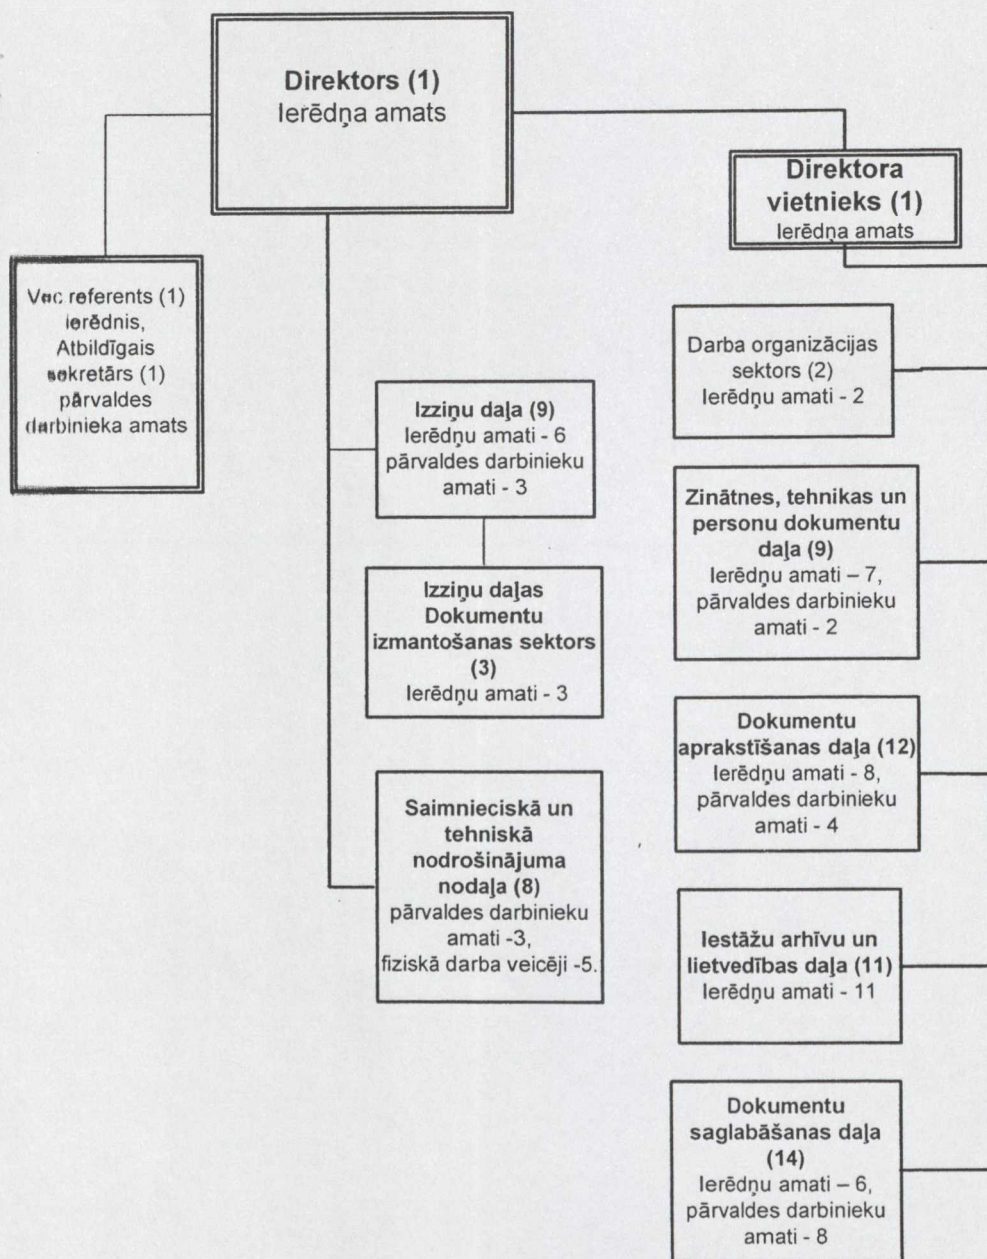 Direktors (1)
Ierēdņa amats
Direktora
vietnieks (1)
Ierēdņa amats
Vec referents (1)
ierēdnis,
Atbildīgais
sekretārs (1)
pārvaldes
darbinieka amats
Izziņu daļa (9)
Ierēdņu amati - 6
pārvaldes darbinieku
amati - 3
Izziņu daļas
Dokumentu
izmantošanas sektors
(3)
Ierēdņu amati - 3
Saimnieciskā un
tehniskā
nodrošinājuma
nodaļa (8)
pārvaldes darbinieku
amati -3,
fiziskā darba veicēji -5.
Darba organizācijas
sektors (2)
Ierēdņu amati - 2
Zinātnes, tehnikas un
personu dokumentu
daļa (9)
Ierēdņu amati – 7,
pārvaldes darbinieku
amati - 2
Dokumentu
aprakstīšanas daļa (12)
Ierēdņu amati - 8,
pārvaldes darbinieku
amati - 4
Iestāžu arhīvu un
lietvedības daļa (11)
Ierēdņu amati - 11
Dokumentu
saglabāšanas daļa
(14)
Ierēdņu amati – 6,
pārvaldes darbinieku
amati - 8